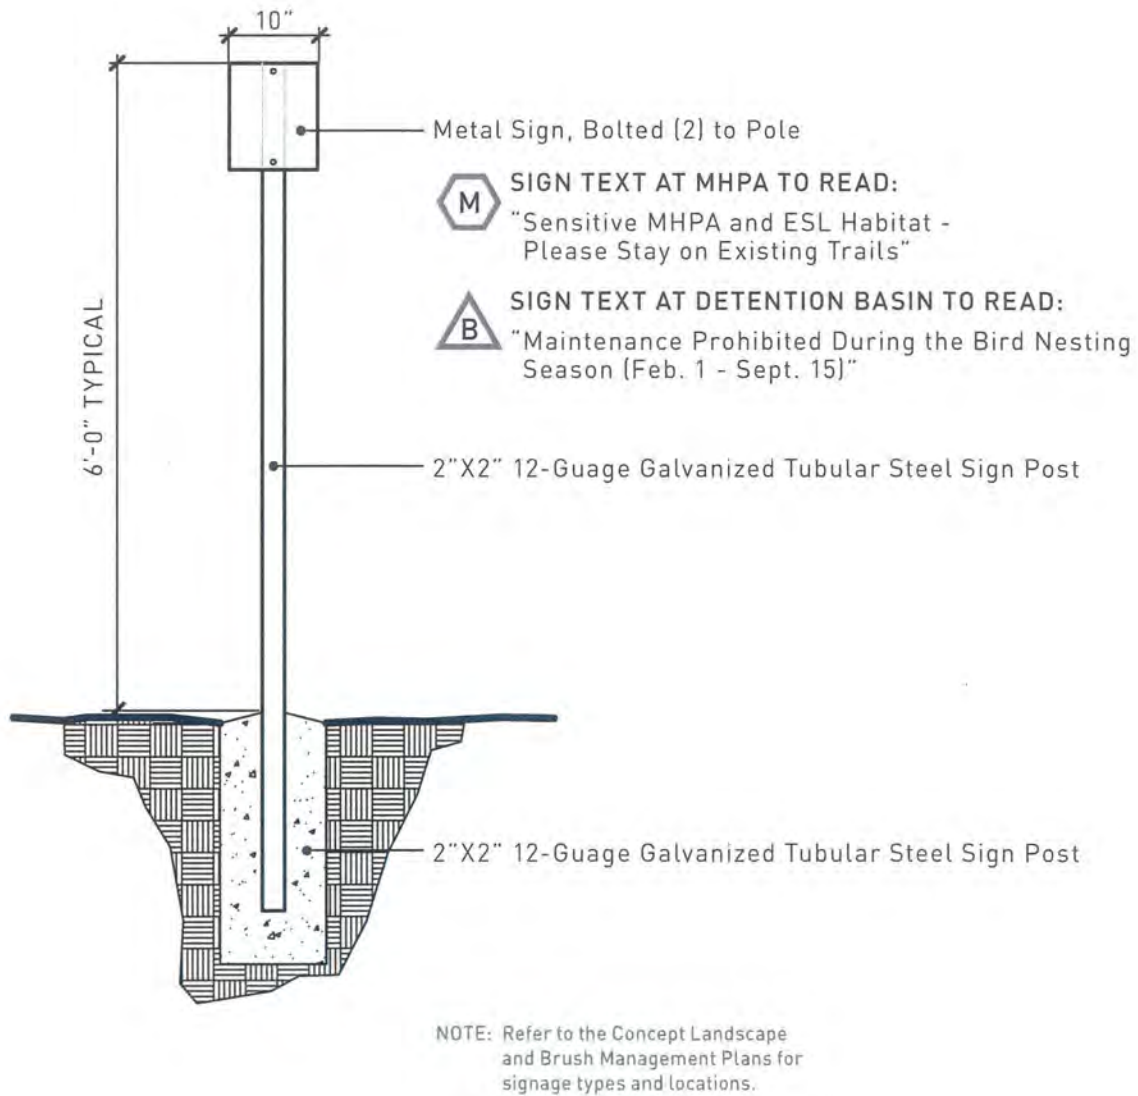 10"
Metal Sign, Bolted (2) to Pole
M
SIGN TEXT AT MHPA TO READ:
"Sensitive MHPA and ESL Habitat -
Please Stay on Existing Trails"
B
SIGN TEXT AT DETENTION BASIN TO READ:
"Maintenance Prohibited During the Bird Nesting
Season (Feb. 1 - Sept. 15)"
6'-0" TYPICAL
2"X2" 12-Guage Galvanized Tubular Steel Sign Post
2"X2" 12-Guage Galvanized Tubular Steel Sign Post
NOTE: Refer to the Concept Landscape
and Brush Management Plans for
signage types and locations.